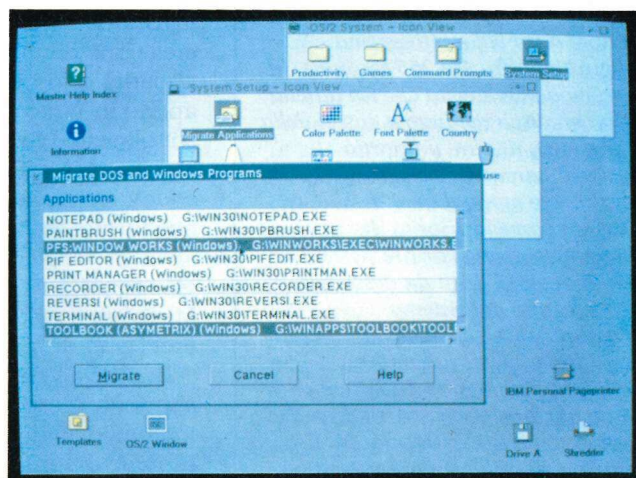 OS/2 System - Icon View
Productivity Games Command Prompts System Setup
Master Help Index
System Setup - Icon View
Migrate Applications Color Palette Font Palette Country
Information
Migrate DOS and Windows Programs
Applications
NOTEPAD (Windows) G:\WIN30\NOTEPAD.EXE
PAINTBRUSH (Windows) G:\WIN30\PBRUSH.EXE
PFS:WINDOW WORKS (Windows) G:\WINWORKS\EXEC\WINWORKS.E
PIF EDITOR (Windows) G:\WIN30\PIFEDIT.EXE
PRINT MANAGER (Windows) G:\WIN30\PRINTMAN.EXE
RECORDER (Windows) G:\WIN30\RECORDER.EXE
REVERSI (Windows) G:\WIN30\REVERSI.EXE
TERMINAL (Windows) G:\WIN30\TERMINAL.EXE
TOOLBOOK (ASYMETRIX) (Windows) G:\WINAPPS\TOOLBOOK\TOOL
Migrate Cancel Help
IBM Personal Pageprinter
Templates OS/2 Window
Drive A Shredder